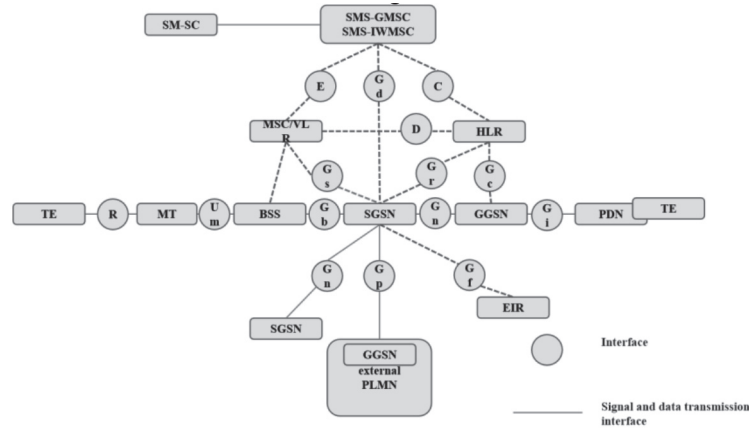 SMS-GMSC
SM-SC
SMS-IWMSC
E
G
d
C
MSC/VL
R
D
HLR
G
s
G
r
G
c
TE
R
MT
U
m
BSS
G
b
SGSN
G
n
GGSN
G
i
PDN
TE
G
n
G
p
G
f
EIR
SGSN
Interface
GGSN
external
PLMN
Signal and data transmission
interface